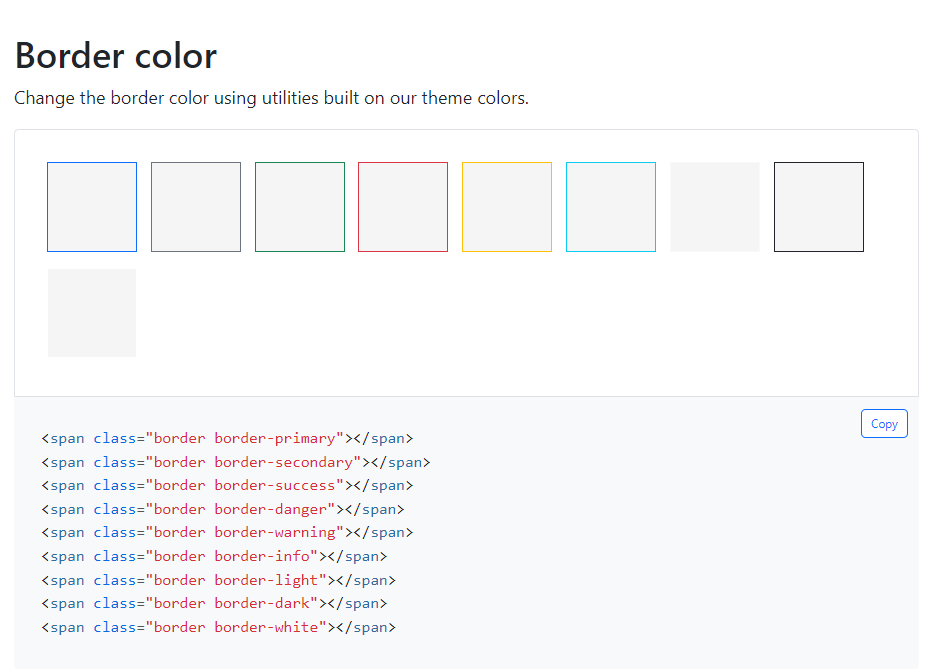 Border color
Change the border color using utilities built on our theme colors.
Copy
<span class="border border-primary"></span>
<span class="border border-secondary"></span>
<span class="border border-success"></span>
<span class="border border-danger"></span>
<span class="border border-warning"></span>
<span class="border border-info"></span>
<span class="border border-light"></span>
<span class="border border-dark"></span>
<span class="border border-white"></span>